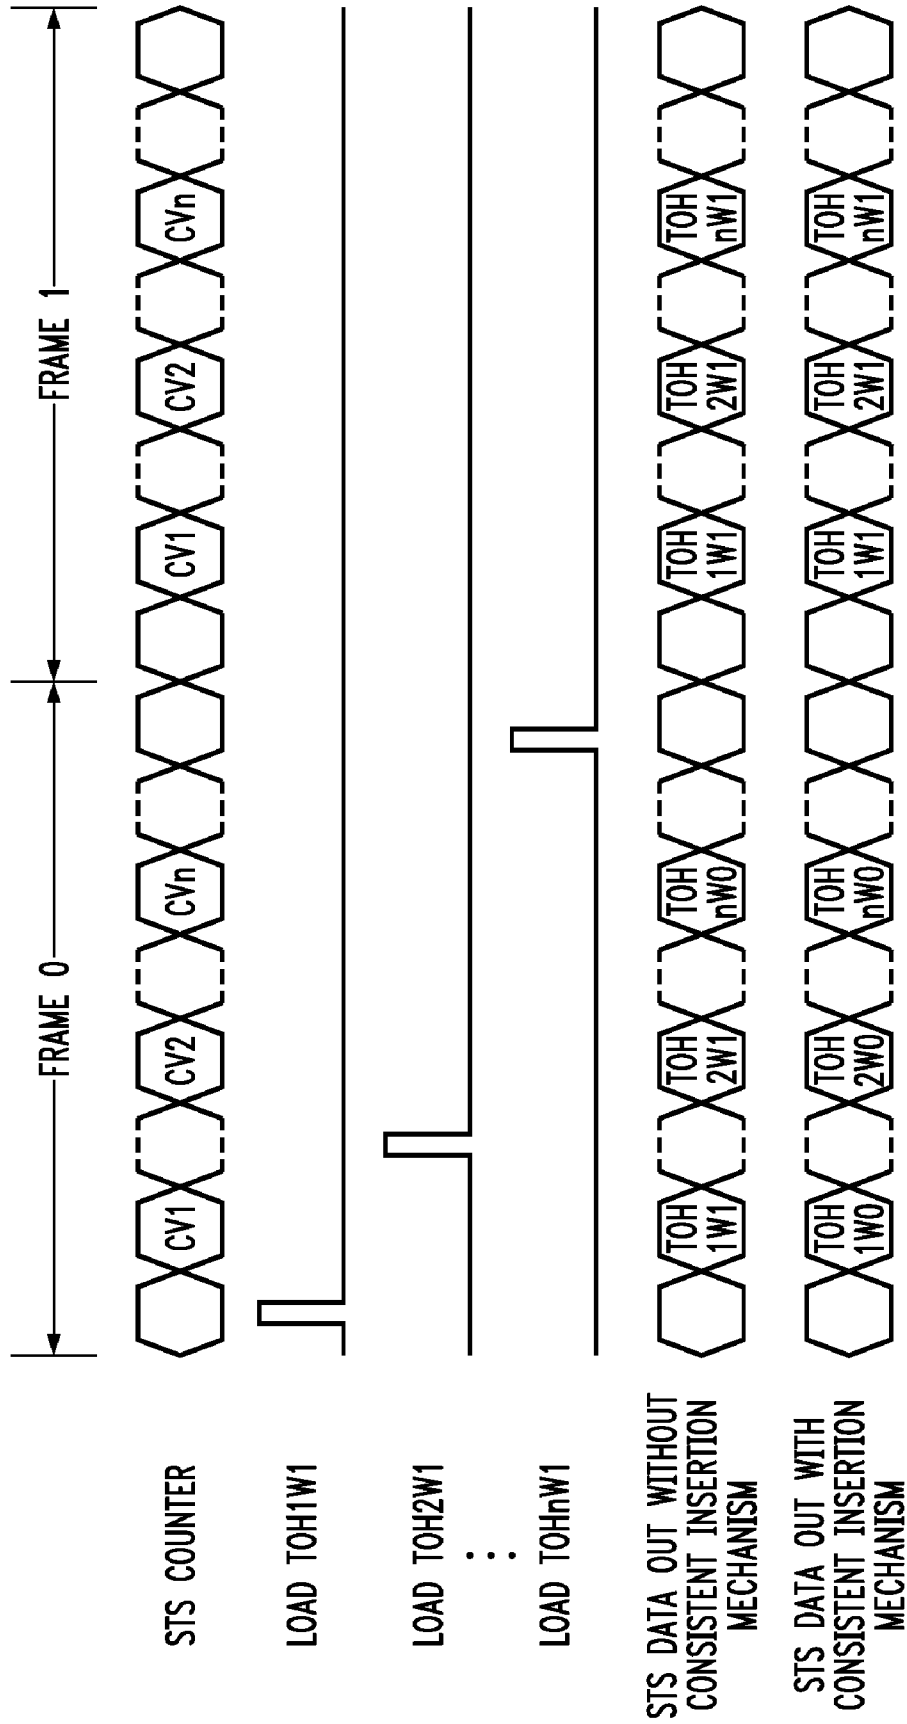 FRAME 0
FRAME 1
STS COUNTER
CV1
CV2
CVn
CV1
CV2
CVn
LOAD TOH1W1
LOAD TOH2W1
LOAD TOHnW1
STS DATA OUT WITHOUT
CONSISTENT INSERTION
MECHANISM
TOH
1W1
TOH
2W1
TOH
nW0
TOH
1W1
TOH
2W1
TOH
nW1
STS DATA OUT WITH
CONSISTENT INSERTION
MECHANISM
TOH
1W0
TOH
2W0
TOH
nW0
TOH
1W1
TOH
2W1
TOH
nW1